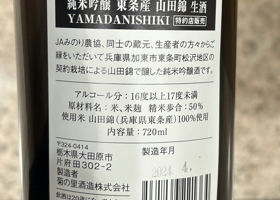 純米吟醸 東条産 山田錦 生酒
YAMADANISHIKI 特約店販売
JAみのり農協、同士の蔵元、生産者の方々からご
縁をいただいて兵庫県加東市東条町松沢地区の
契約栽培による山田錦で醸した純米吟醸酒です。
アルコール分：16度以上17度未満
原材料名：米、米麹 精米歩合：50%
使用米 山田錦(兵庫県東条産)100%使用
内容量：720ml
〒324-0414
栃木県大田原市
片府田302-2
製造者
菊の里酒造株式会社
製造年月
2024.4.